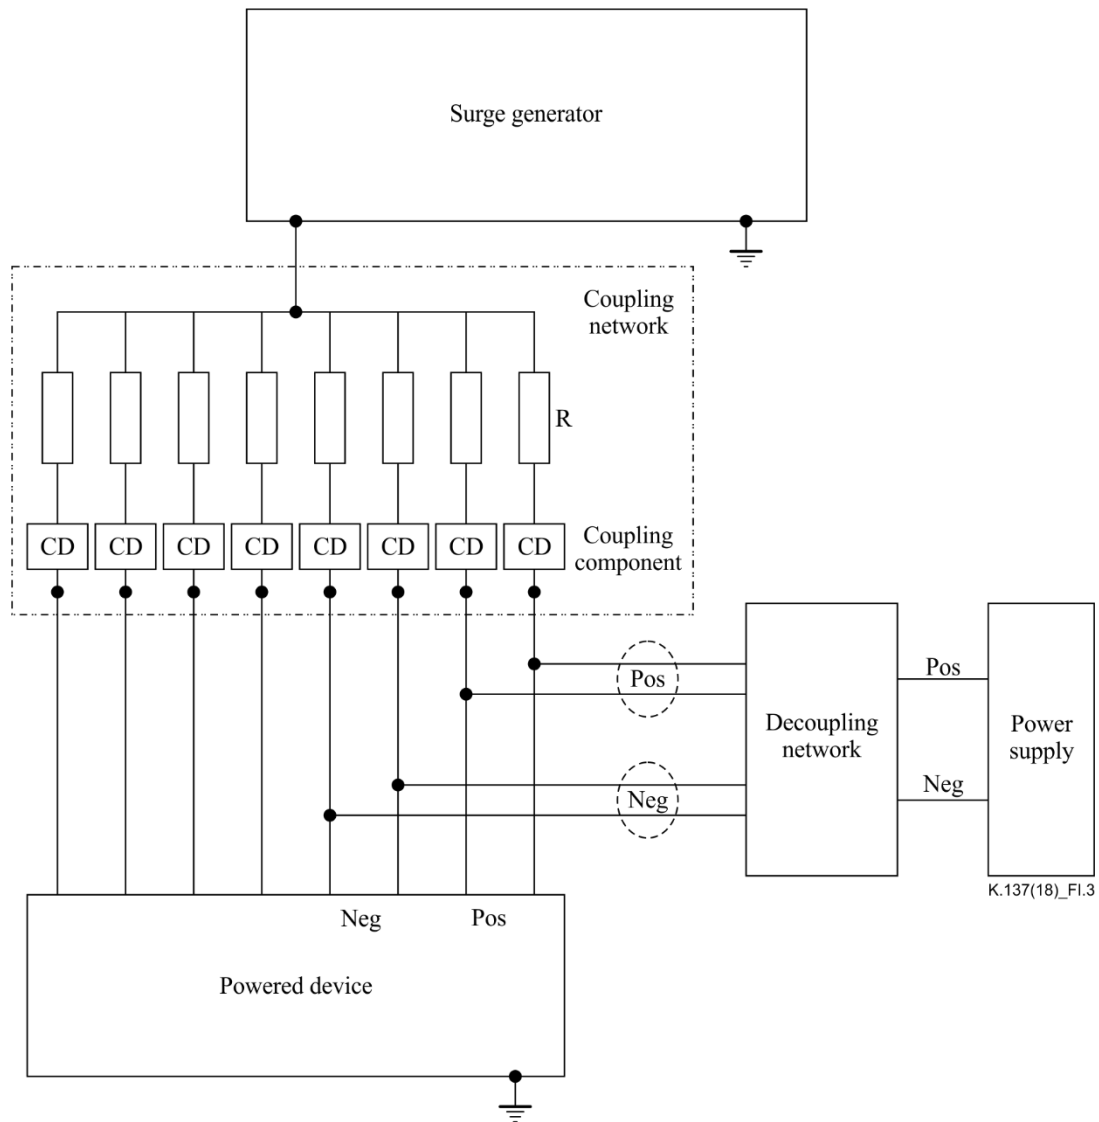 Surge generator
Coupling
network
R
CD CD CD CD CD CD CD CD
Coupling
component
Pos
Neg
Decoupling
network
Pos
Neg
Power
supply
K.137(18)_FI.3
Neg Pos
Powered device